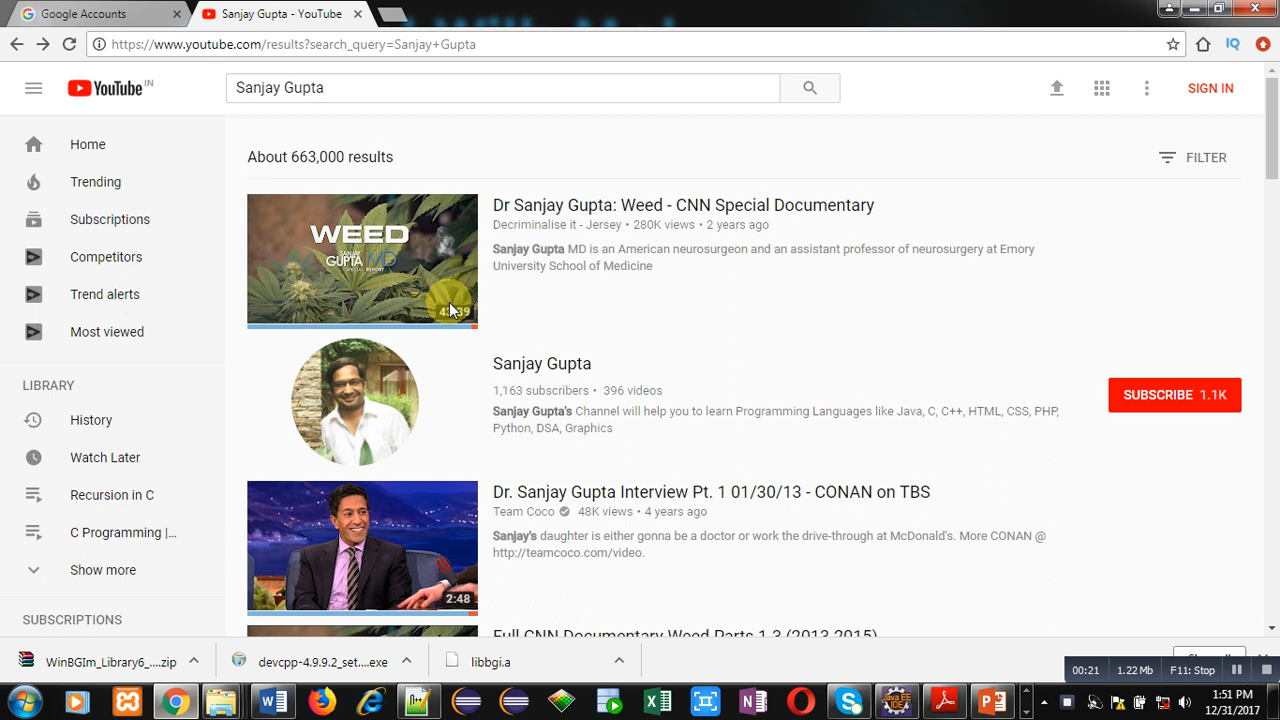 Google Accounts
Sanjay Gupta - YouTube
https://www.youtube.com/results?search_query=Sanjay+Gupta
YouTube IN
Sanjay Gupta
SIGN IN
Home
Trending
Subscriptions
Competitors
Trend alerts
Most viewed
LIBRARY
History
Watch Later
Recursion in C
C Programming |...
Show more
SUBSCRIPTIONS
About 663,000 results
FILTER
WEED
SANJAY
GUPTA MD
SPECIAL REPORT
Dr Sanjay Gupta: Weed - CNN Special Documentary
Decriminalise it - Jersey • 280K views • 2 years ago
Sanjay Gupta MD is an American neurosurgeon and an assistant professor of neurosurgery at Emory
University School of Medicine
Sanjay Gupta
1,163 subscribers • 396 videos
Sanjay Gupta's Channel will help you to learn Programming Languages like Java, C, C++, HTML, CSS, PHP,
Python, DSA, Graphics
SUBSCRIBE 1.1K
2:48
Dr. Sanjay Gupta Interview Pt. 1 01/30/13 - CONAN on TBS
Team Coco 48K views • 4 years ago
Sanjay's daughter is either gonna be a doctor or work the drive-through at McDonald's. More CONAN @
http://teamcoco.com/video.
Full CNN Documentary Weed Parts 1-3 (2013-2015)
WinBGIm_Library6_....zip
devcpp-4.9.9.2_set....exe
libbgi.a
00:21
1.22 Mb
F11: Stop
1:51 PM
12/31/2017